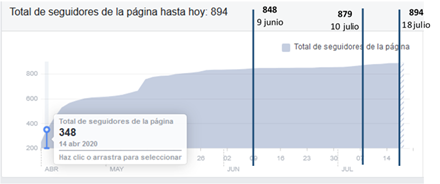 Total de seguidores de la página hasta hoy: 894
848
9 junio
879
10 julio
894
18 julio
Total de seguidores de la página
800
600
400
200
Total de seguidores de la página
348
14 abr 2020
Haz clic o arrastra para seleccionar
26 02 09 02 14
ABR MAY JUN JUL